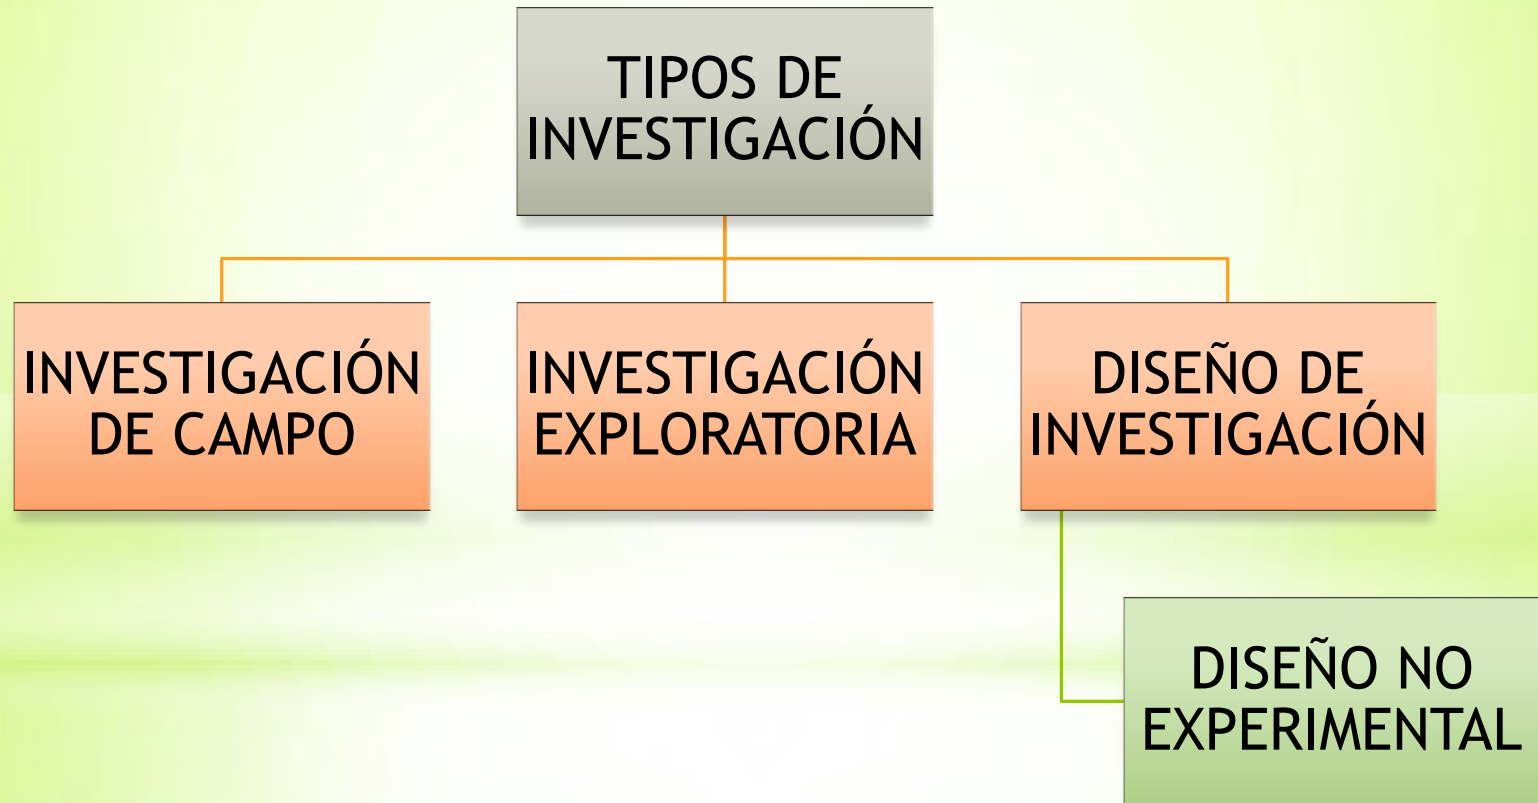 TIPOS DE
INVESTIGACIÓN
INVESTIGACIÓN
DE CAMPO
INVESTIGACIÓN
EXPLORATORIA
DISEÑO DE
INVESTIGACIÓN
DISEÑO NO
EXPERIMENTAL